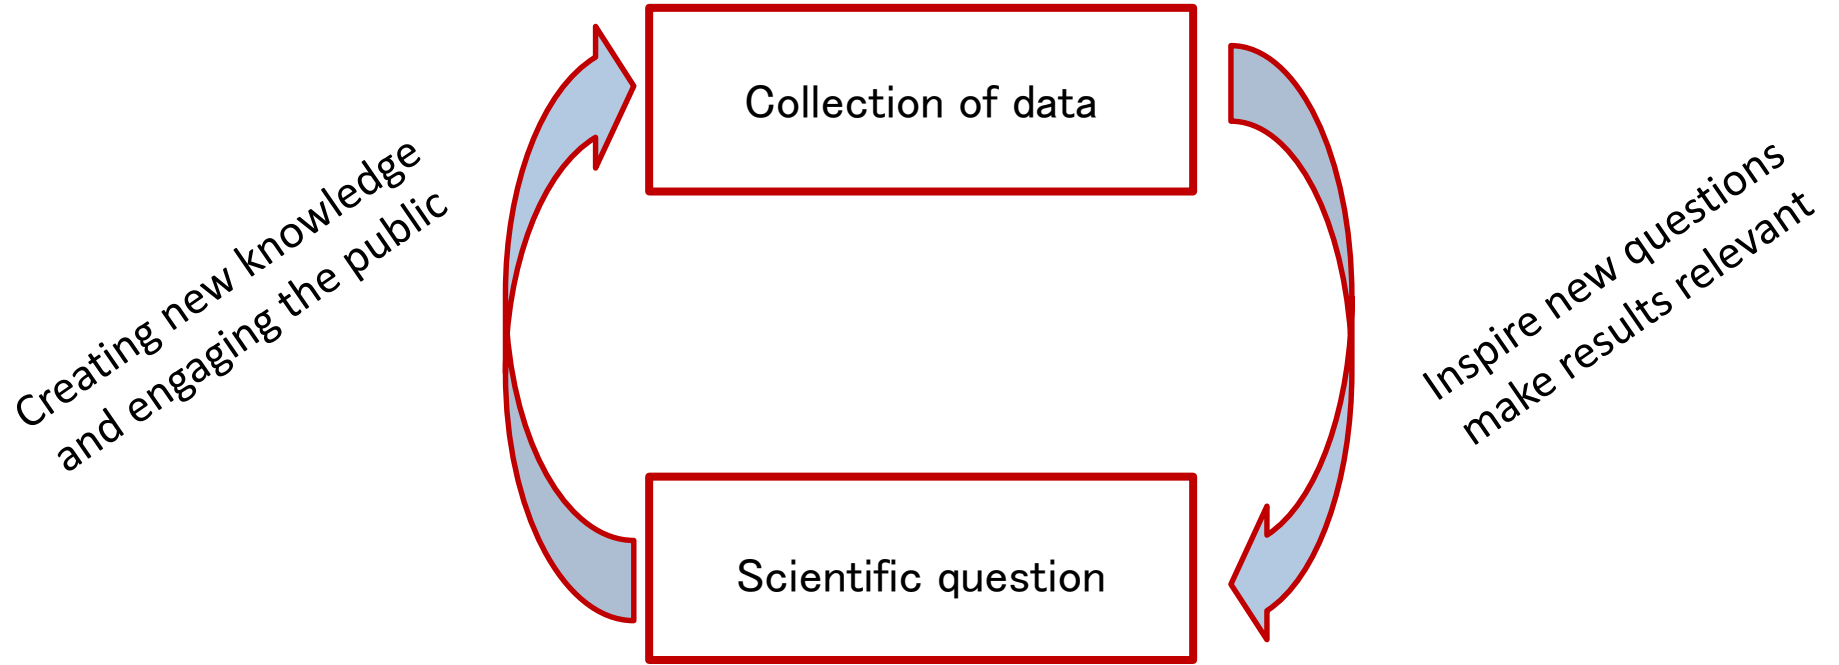 Collection of data
Creating new knowledge
and engaging the public
Inspire new questions
make results relevant
Scientific question